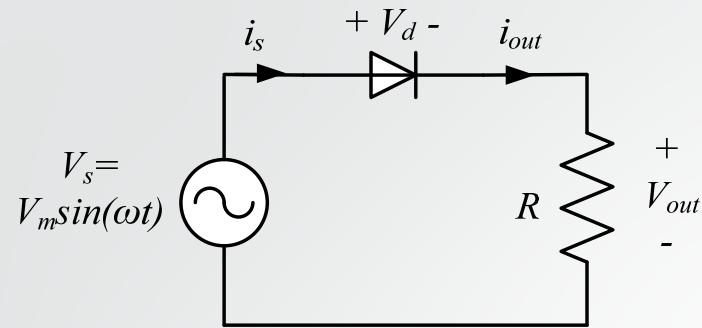 i_s
+ V_d -
i_out
V_s=
V_m sin(ωt)
R
+
V_out
-